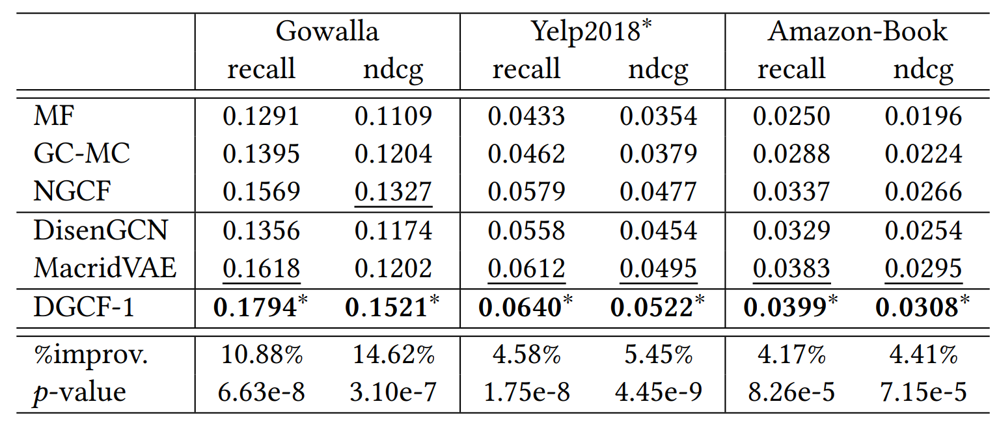 Gowalla Yelp2018* Amazon-Book
recall ndcg recall ndcg recall ndcg
MF 0.1291 0.1109 0.0433 0.0354 0.0250 0.0196
GC-MC 0.1395 0.1204 0.0462 0.0379 0.0288 0.0224
NGCF 0.1569 0.1327 0.0579 0.0477 0.0337 0.0266
DisenGCN 0.1356 0.1174 0.0558 0.0454 0.0329 0.0254
MacridVAE 0.1618 0.1202 0.0612 0.0495 0.0383 0.0295
DGCF-1 0.1794* 0.1521* 0.0640* 0.0522* 0.0399* 0.0308*
%improv. 10.88% 14.62% 4.58% 5.45% 4.17% 4.41%
p-value 6.63e-8 3.10e-7 1.75e-8 4.45e-9 8.26e-5 7.15e-5